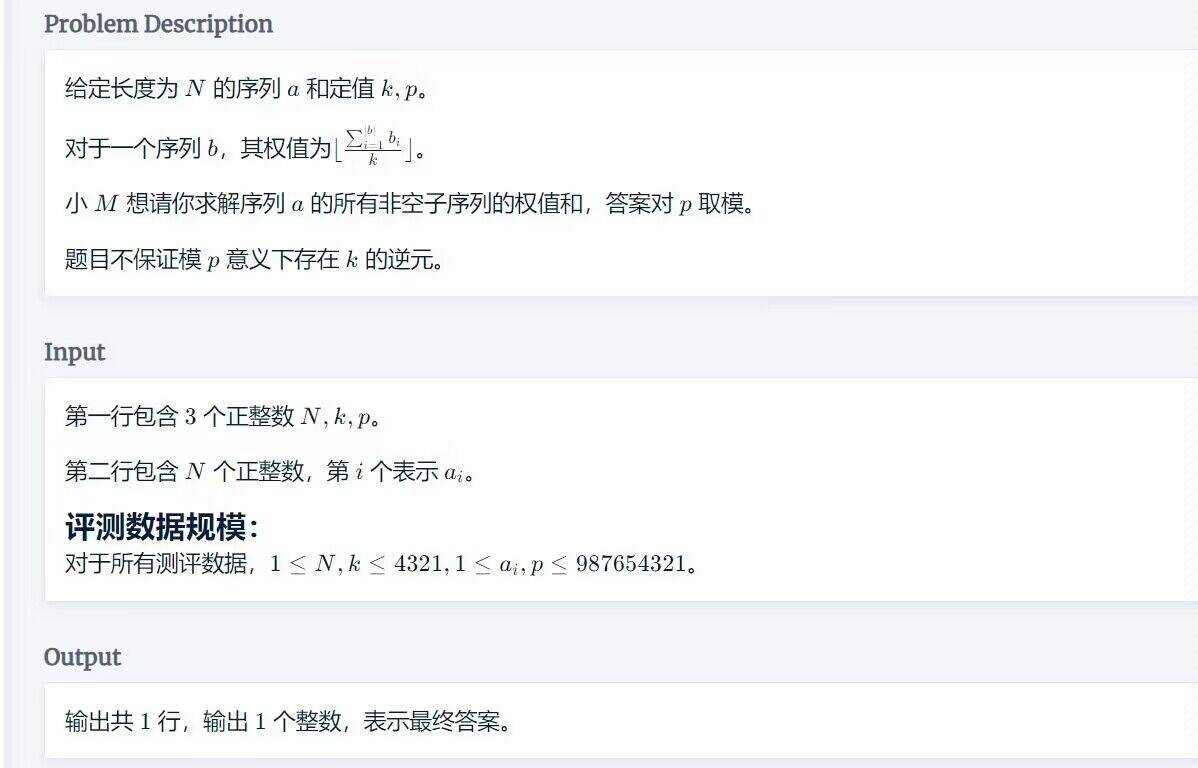 Problem Description
给定长度为 N 的序列 a 和定值 k, p。
对于一个序列 b，其权值为⌊\frac{\sum_{i=1}^{|b|} b_i}{k}⌋。
小 M 想请你求解序列 a 的所有非空子序列的权值和，答案对 p 取模。
题目不保证模 p 意义下存在 k 的逆元。
Input
第一行包含 3 个正整数 N, k, p。
第二行包含 N 个正整数，第 i 个表示 a_i。
评测数据规模：
对于所有测评数据，1 ≤ N, k ≤ 4321, 1 ≤ a_i, p ≤ 987654321。
Output
输出共 1 行，输出 1 个整数，表示最终答案。